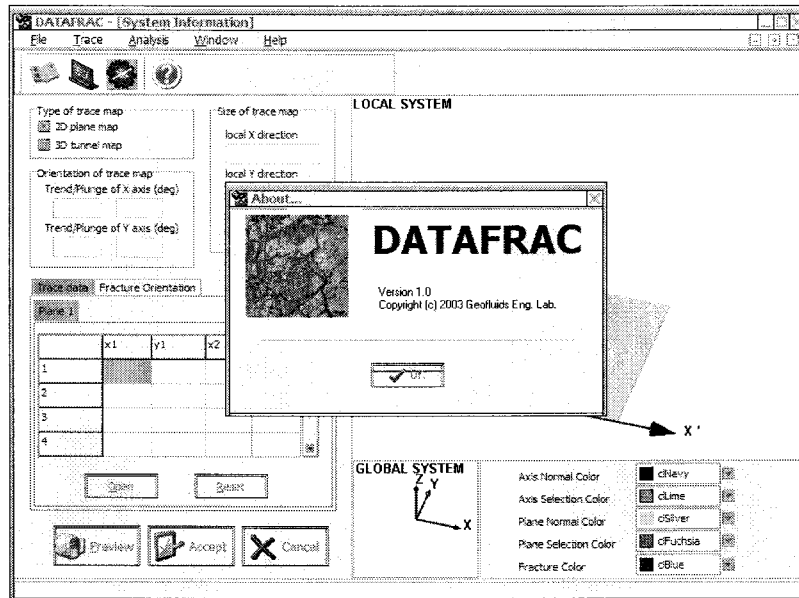 DATAFRAC - [System Information]
File Trace Analysis Window Help
Type of trace map
2D plane map
3D tunnel map
Size of trace map
local X direction
local Y direction
Orientation of trace map
Trend/Plunge of X axis (deg)
Trend/Plunge of Y axis (deg)
LOCAL SYSTEM
About...
DATAFRAC
Version 1.0
Copyright (c) 2003 Geofluids Eng. Lab.
Trace data Fracture Orientation
Plane 1
x1 y1 x2
1
2
3
4
Open Reset
Preview Accept Cancel
X'
GLOBAL SYSTEM
Z
Y
X
Axis Normal Color clNavy
Axis Selection Color clLime
Plane Normal Color clSilver
Plane Selection Color clFuchsia
Fracture Color clBlue